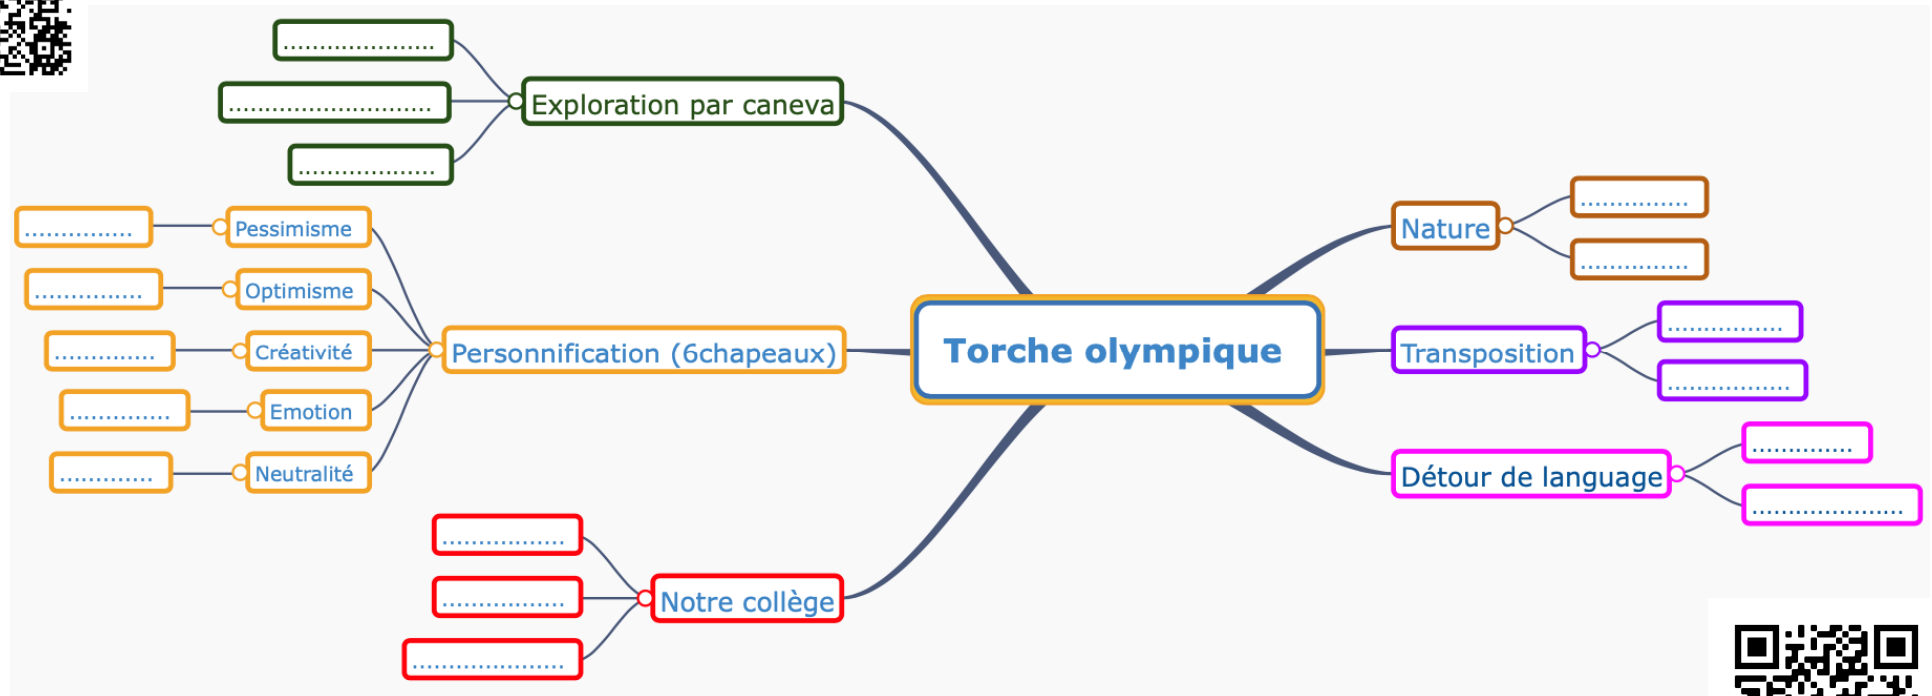 .....................
Exploration par caneva
............................
...................
............... Pessimisme
............... Optimisme
.............. Créativité
.............. Emotion
............. Neutralité
Personnification (6chapeaux)
.................
.................
.....................
Notre collège
Torche olympique
Nature
...............
...............
Transposition
................
.................
Détour de language
..............
.....................